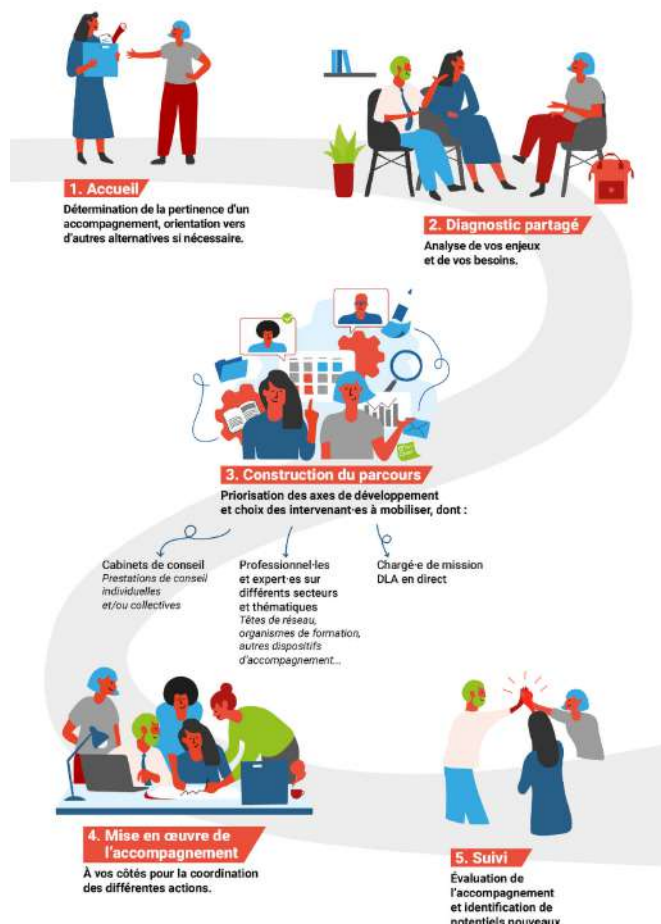 1. Accueil
Détermination de la pertinence d'un
accompagnement, orientation vers
d'autres alternatives si nécessaire.
2. Diagnostic partagé
Analyse de vos enjeux
et de vos besoins.
3. Construction du parcours
Priorisation des axes de développement
et choix des intervenant·es à mobiliser, dont :
Cabinets de conseil
Prestations de conseil
individuelles
et/ou collectives
Professionnel·les
et expert·es sur
différents secteurs
et thématiques
Têtes de réseau,
organismes de formation,
autres dispositifs
d'accompagnement...
Chargé·e de mission
DLA en direct
4. Mise en œuvre de
l'accompagnement
À vos côtés pour la coordination
des différentes actions.
5. Suivi
Évaluation de
l'accompagnement
et identification de
potentiels nouveaux